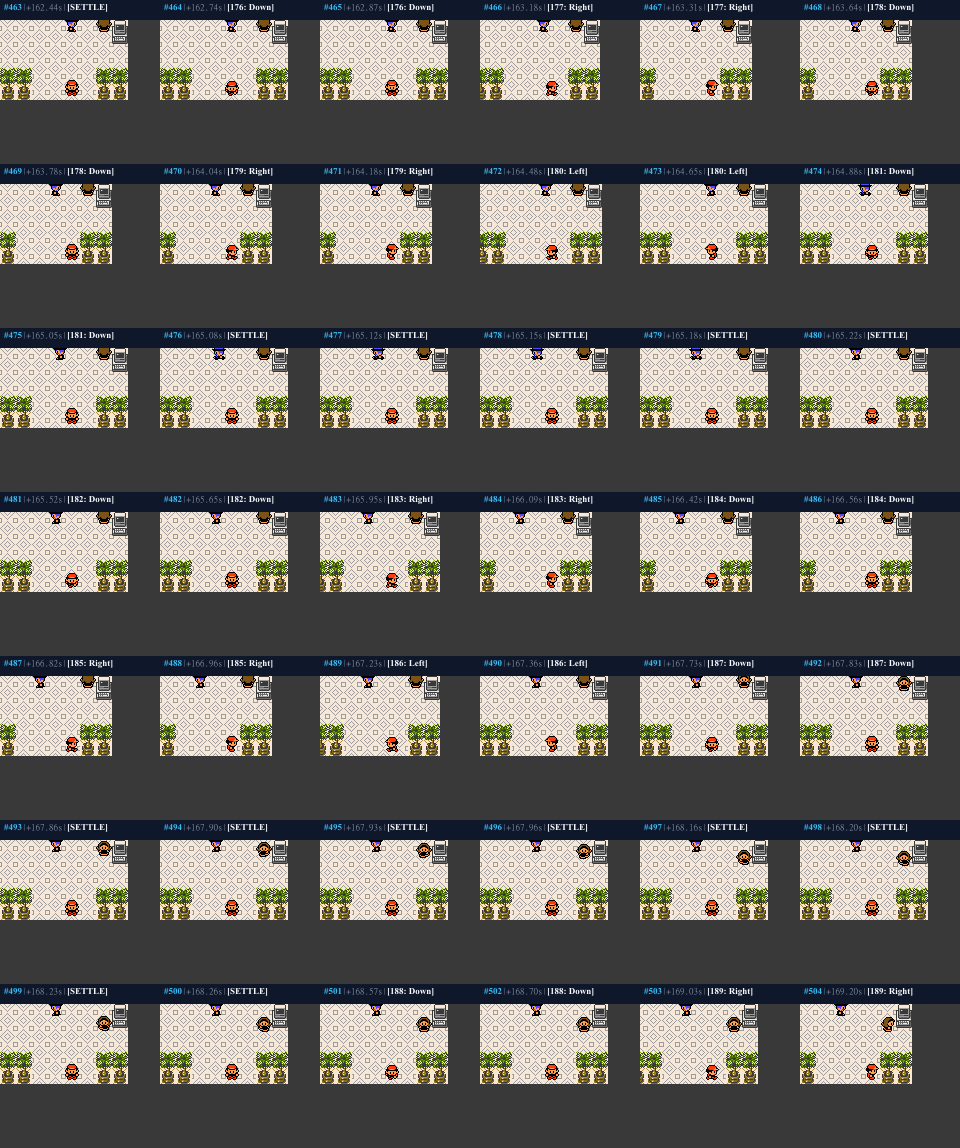 #463 | +162.44s | [SETTLE]
#464 | +162.74s | [176: Down]
#465 | +162.87s | [176: Down]
#466 | +163.18s | [177: Right]
#467 | +163.31s | [177: Right]
#468 | +163.64s | [178: Down]
#469 | +163.78s | [178: Down]
#470 | +164.04s | [179: Right]
#471 | +164.18s | [179: Right]
#472 | +164.48s | [180: Left]
#473 | +164.65s | [180: Left]
#474 | +164.88s | [181: Down]
#475 | +165.05s | [181: Down]
#476 | +165.08s | [SETTLE]
#477 | +165.12s | [SETTLE]
#478 | +165.15s | [SETTLE]
#479 | +165.18s | [SETTLE]
#480 | +165.22s | [SETTLE]
#481 | +165.52s | [182: Down]
#482 | +165.65s | [182: Down]
#483 | +165.95s | [183: Right]
#484 | +166.09s | [183: Right]
#485 | +166.42s | [184: Down]
#486 | +166.56s | [184: Down]
#487 | +166.82s | [185: Right]
#488 | +166.96s | [185: Right]
#489 | +167.23s | [186: Left]
#490 | +167.36s | [186: Left]
#491 | +167.73s | [187: Down]
#492 | +167.83s | [187: Down]
#493 | +167.86s | [SETTLE]
#494 | +167.90s | [SETTLE]
#495 | +167.93s | [SETTLE]
#496 | +167.96s | [SETTLE]
#497 | +168.16s | [SETTLE]
#498 | +168.20s | [SETTLE]
#499 | +168.23s | [SETTLE]
#500 | +168.26s | [SETTLE]
#501 | +168.57s | [188: Down]
#502 | +168.70s | [188: Down]
#503 | +169.03s | [189: Right]
#504 | +169.20s | [189: Right]